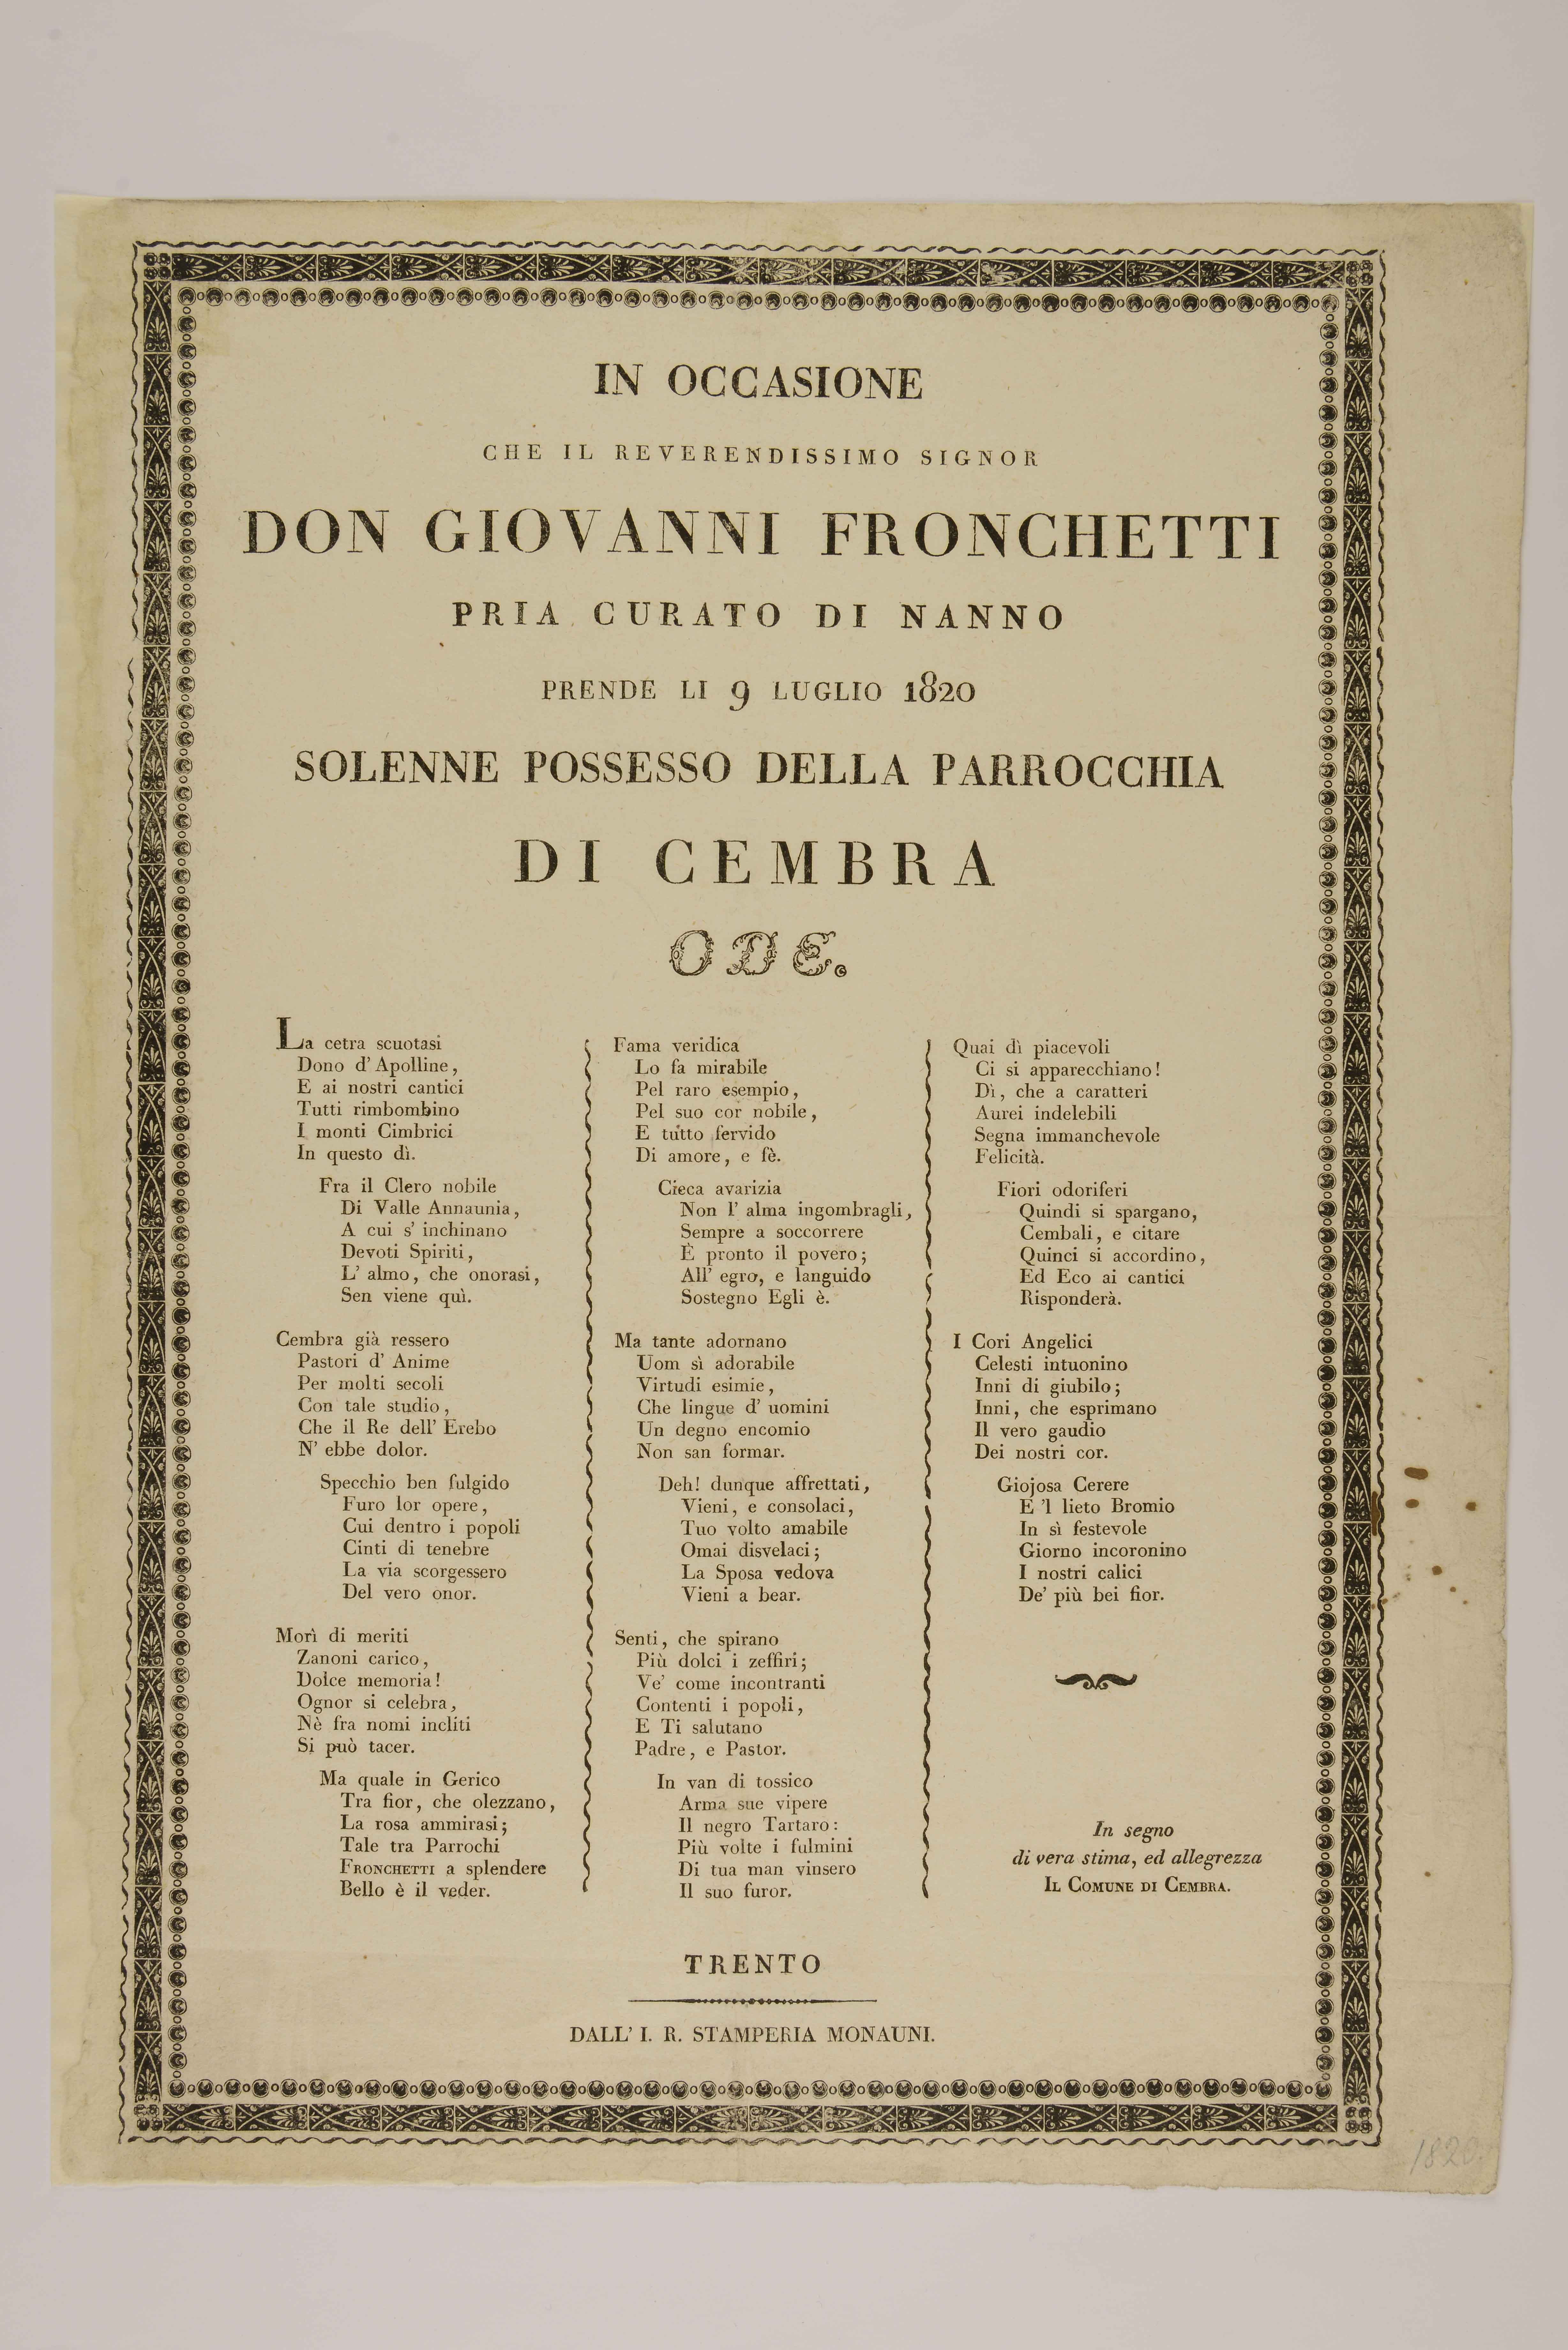 IN OCCASIONE
CHE IL REVERENDISSIMO SIGNOR
DON GIOVANNI FRONCHETTI
PRIA CURATO DI NANNO
PRENDE LI 9 LUGLIO 1820
SOLENNE POSSESSO DELLA PARROCCHIA
DI CEMBRA
ODE.
La cetra scuotasi
Dono d' Apolline,
E ai nostri cantici
Tutti rimbombino
I monti Cimbrici
In questo dì.
Fra il Clero nobile
Di Valle Annaunia,
A cui s' inchinano
Devoti Spiriti,
L' almo, che onorasi,
Sen viene quì.
Cembra già ressero
Pastori d' Anime
Per molti secoli
Con tale studio,
Che il Re dell' Erebo
N' ebbe dolor.
Specchio ben fulgido
Furo lor opere,
Cui dentro i popoli
Cinti di tenebre
La via scorgessero
Del vero onor.
Morì di meriti
Zanoni carico,
Dolce memoria!
Ognor si celebra,
Nè fra nomi incliti
Si può tacer.
Ma quale in Gerico
Tra fior, che olezzano,
La rosa ammirasi;
Tale tra Parrochi
FRONCHETTI a splendere
Bello è il veder.
Fama veridica
Lo fa mirabile
Pel raro esempio,
Pel suo cor nobile,
E tutto fervido
Di amore, e fè.
Cieca avarizia
Non l' alma ingombragli,
Sempre a soccorrere
È pronto il povero;
All' egro, e languido
Sostegno Egli è.
Ma tante adornano
Uom sì adorabile
Virtudi esimie,
Che lingue d' uomini
Un degno encomio
Non san formar.
Deh! dunque affrettati,
Vieni, e consolaci,
Tuo volto amabile
Omai disvelaci;
La Sposa vedova
Vieni a bear.
Senti, che spirano
Più dolci i zeffiri;
Ve' come incontranti
Contenti i popoli,
E Ti salutano
Padre, e Pastor.
In van di tossico
Arma sue vipere
Il negro Tartaro:
Più volte i fulmini
Di tua man vinsero
Il suo furor.
Quai dì piacevoli
Ci si apparecchiano!
Dì, che a caratteri
Aurei indelebili
Segna immanchevole
Felicità.
Fiori odoriferi
Quindi si spargano,
Cembali, e citare
Quinci si accordino,
Ed Eco ai cantici
Risponderà.
I Cori Angelici
Celesti intuonino
Inni di giubilo;
Inni, che esprimano
Il vero gaudio
Dei nostri cor.
Giojosa Cerere
E 'l lieto Bromio
In sì festevole
Giorno incoronino
I nostri calici
De' più bei fior.
In segno
di vera stima, ed allegrezza
IL COMUNE DI CEMBRA.
TRENTO
DALL' I. R. STAMPERIA MONAUNI.
1820